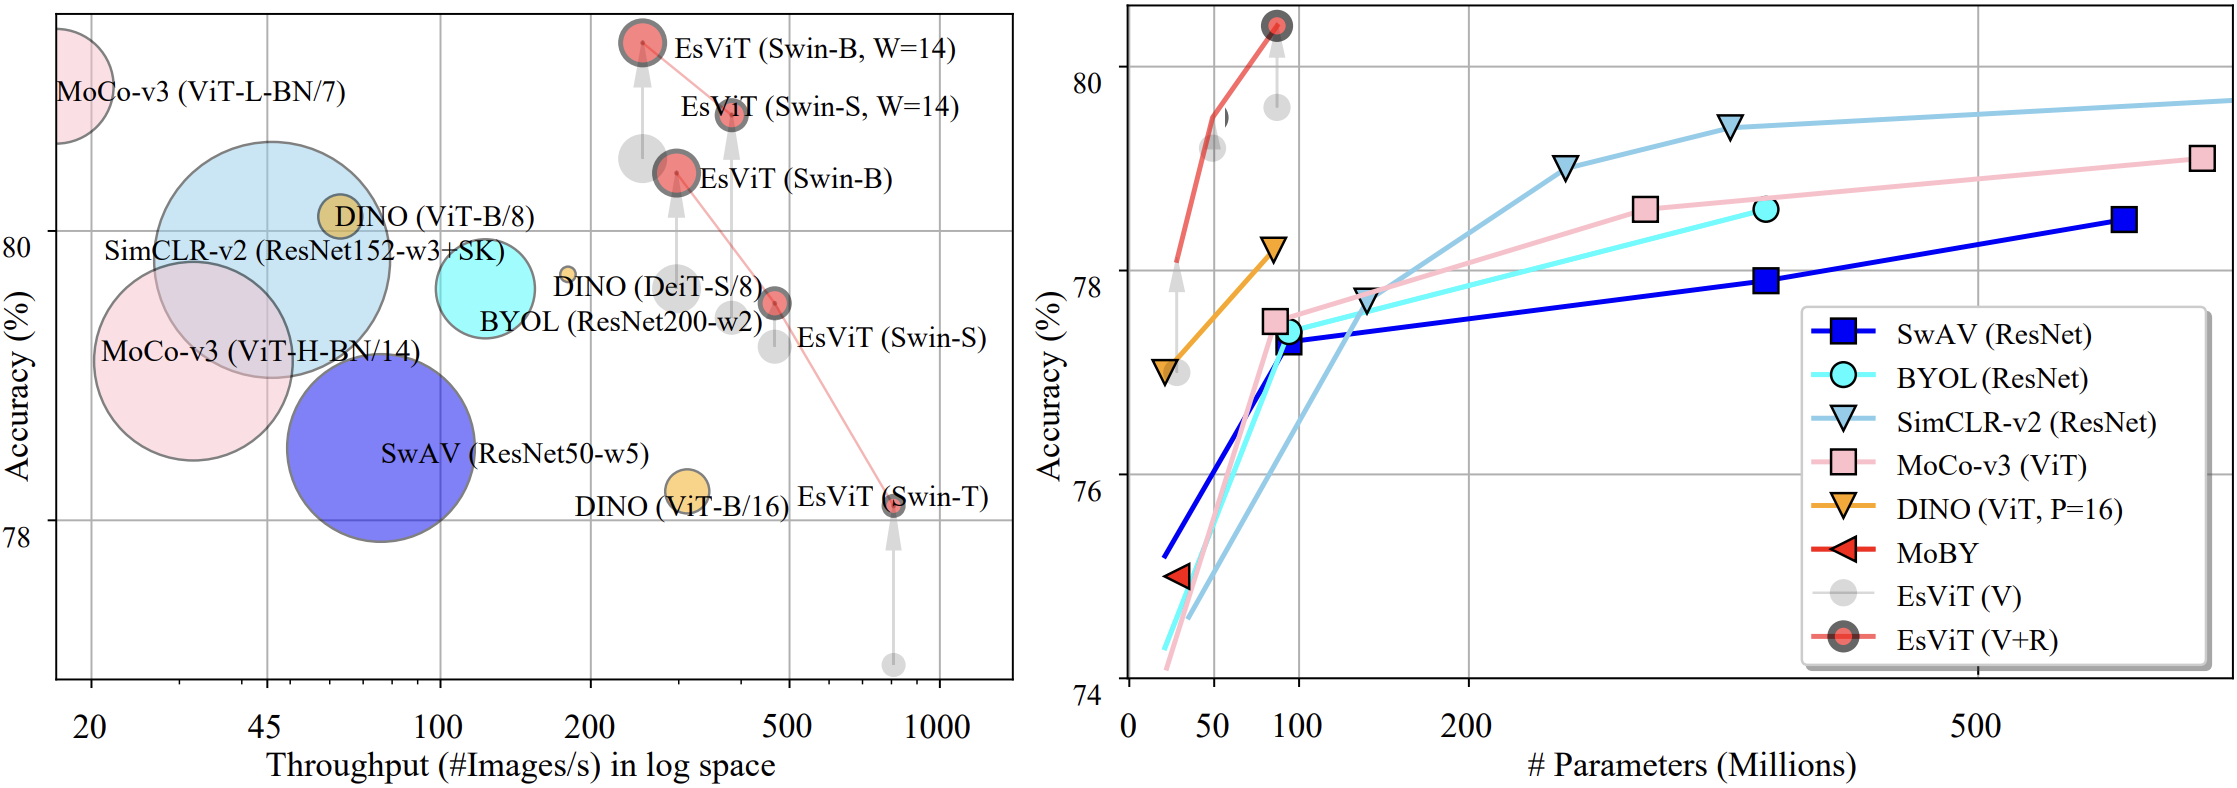 EsViT (Swin-B, W=14)
MoCo-v3 (ViT-L-BN/7)
EsViT (Swin-S, W=14)
EsViT (Swin-B)
DINO (ViT-B/8)
80
SimCLR-v2 (ResNet152-w3+SK)
DINO (DeiT-S/8)
BYOL (ResNet200-w2)
EsViT (Swin-S)
MoCo-v3 (ViT-H-BN/14)
Accuracy (%)
SwAV (ResNet50-w5)
EsViT (Swin-T)
DINO (ViT-B/16)
78
20 45 100 200 500 1000
Throughput (#Images/s) in log space
80
78
76
74
Accuracy (%)
SwAV (ResNet)
BYOL (ResNet)
SimCLR-v2 (ResNet)
MoCo-v3 (ViT)
DINO (ViT, P=16)
MoBY
EsViT (V)
EsViT (V+R)
0 50 100 200 500
# Parameters (Millions)